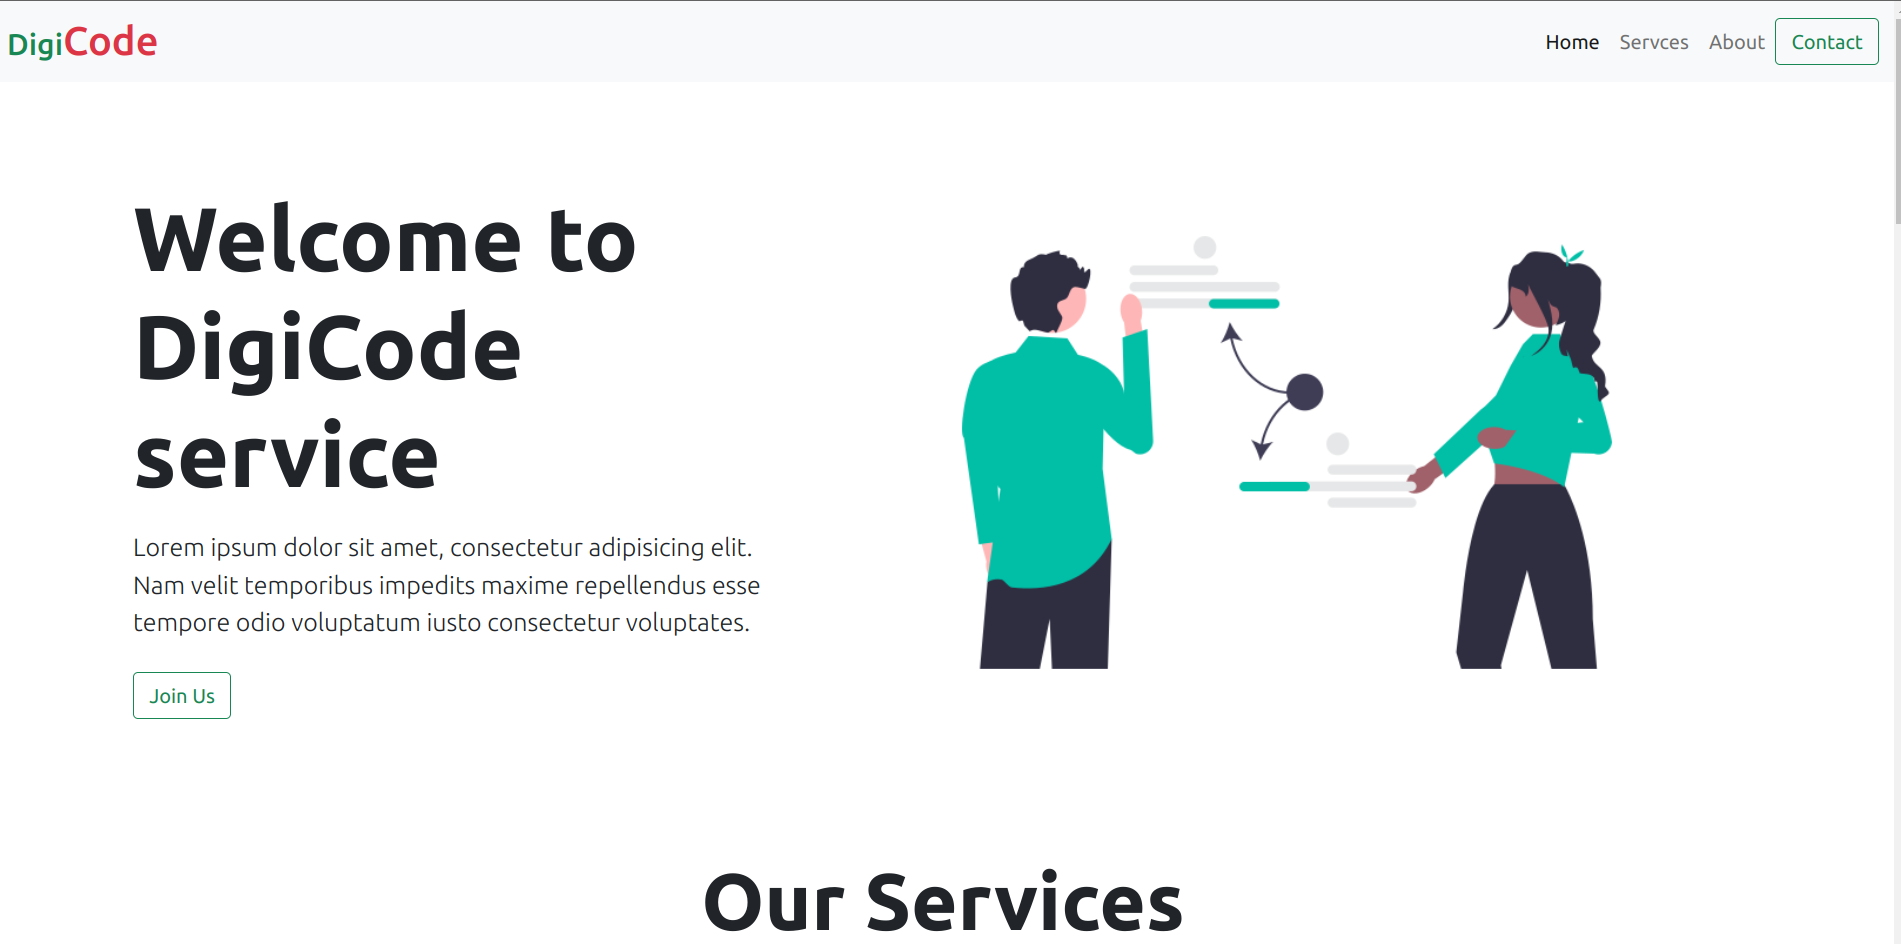 DigiCode
Home Servces About Contact
Welcome to
DigiCode
service
Lorem ipsum dolor sit amet, consectetur adipisicing elit.
Nam velit temporibus impedits maxime repellendus esse
tempore odio voluptatum iusto consectetur voluptates.
Join Us
Our Services